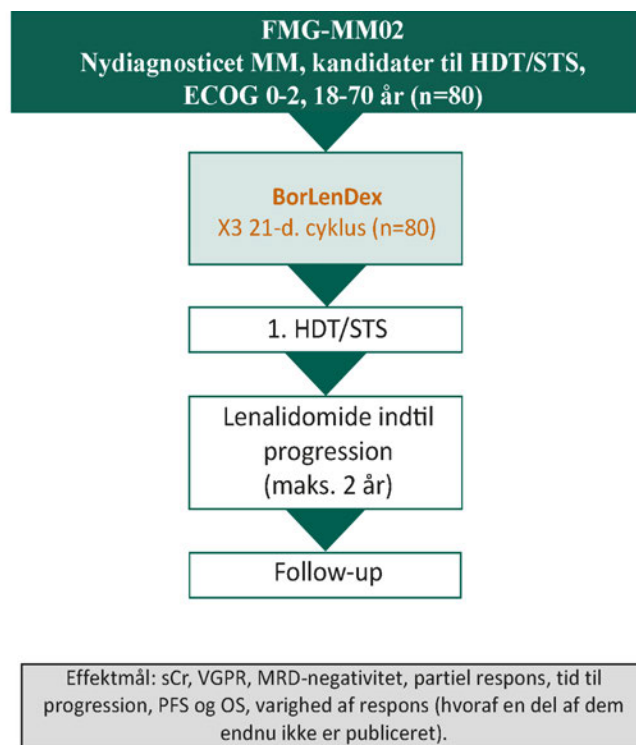 FMG-MM02
Nydiagnosticet MM, kandidater til HDT/STS,
ECOG 0-2, 18-70 år (n=80)
BorLenDex
X3 21-d. cyklus (n=80)
1. HDT/STS
Lenalidomide indtil
progression
(maks. 2 år)
Follow-up
Effektmål: sCr, VGPR, MRD-negativitet, partiel respons, tid til
progression, PFS og OS, varighed af respons (hvoraf en del af dem
endnu ikke er publiceret).